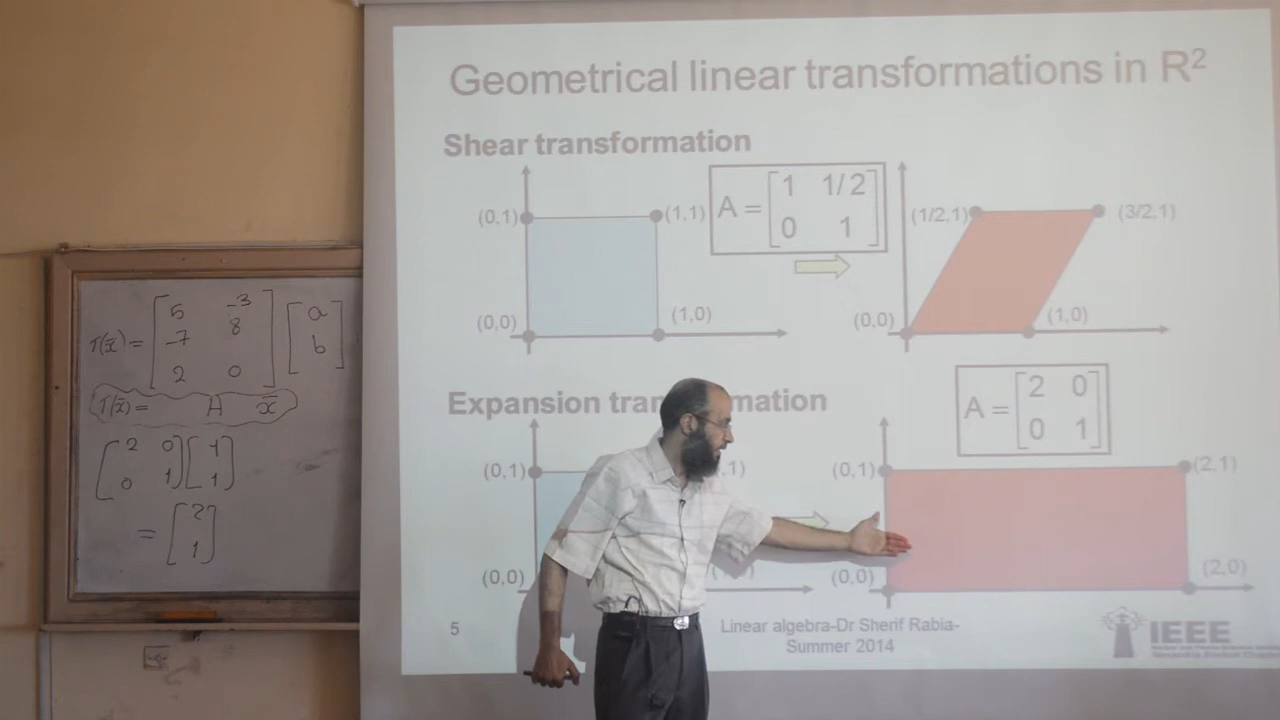 Geometrical linear transformations in R²
Shear transformation
(0,1)
(1,1)
(0,0)
(1,0)
A = [1 1/2
0 1]
(1/2,1)
(3/2,1)
(0,0)
(1,0)
Expansion tran mation
(0,1)
,1)
(0,0)
A = [2 0
0 1]
(0,1)
(2,1)
(0,0)
(2,0)
5
Linear algebra-Dr Sherif Rabia-
Summer 2014
IEEE
T(x̄) = [5 -3
-7 8
2 0] [a
b]
T(x̄) = A x̄
[2 0
0 1] [1
1]
= [2
1]